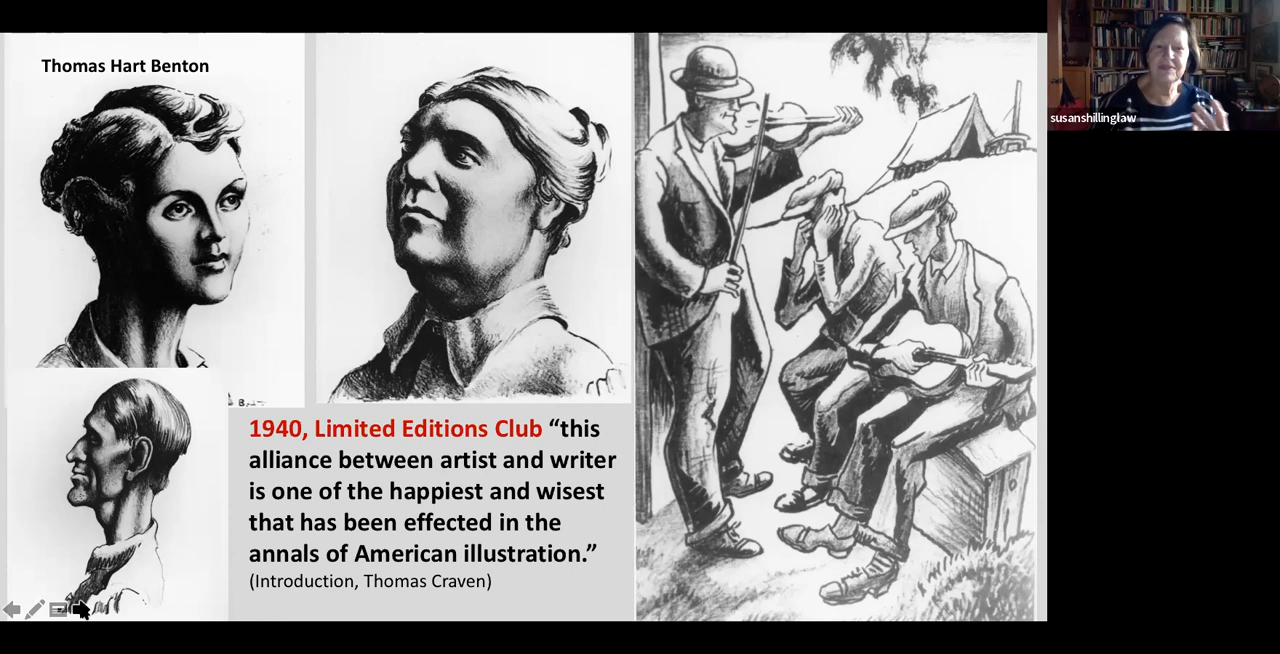 Thomas Hart Benton
1940, Limited Editions Club “this
alliance between artist and writer
is one of the happiest and wisest
that has been effected in the
annals of American illustration.”
(Introduction, Thomas Craven)
susanshillinglaw